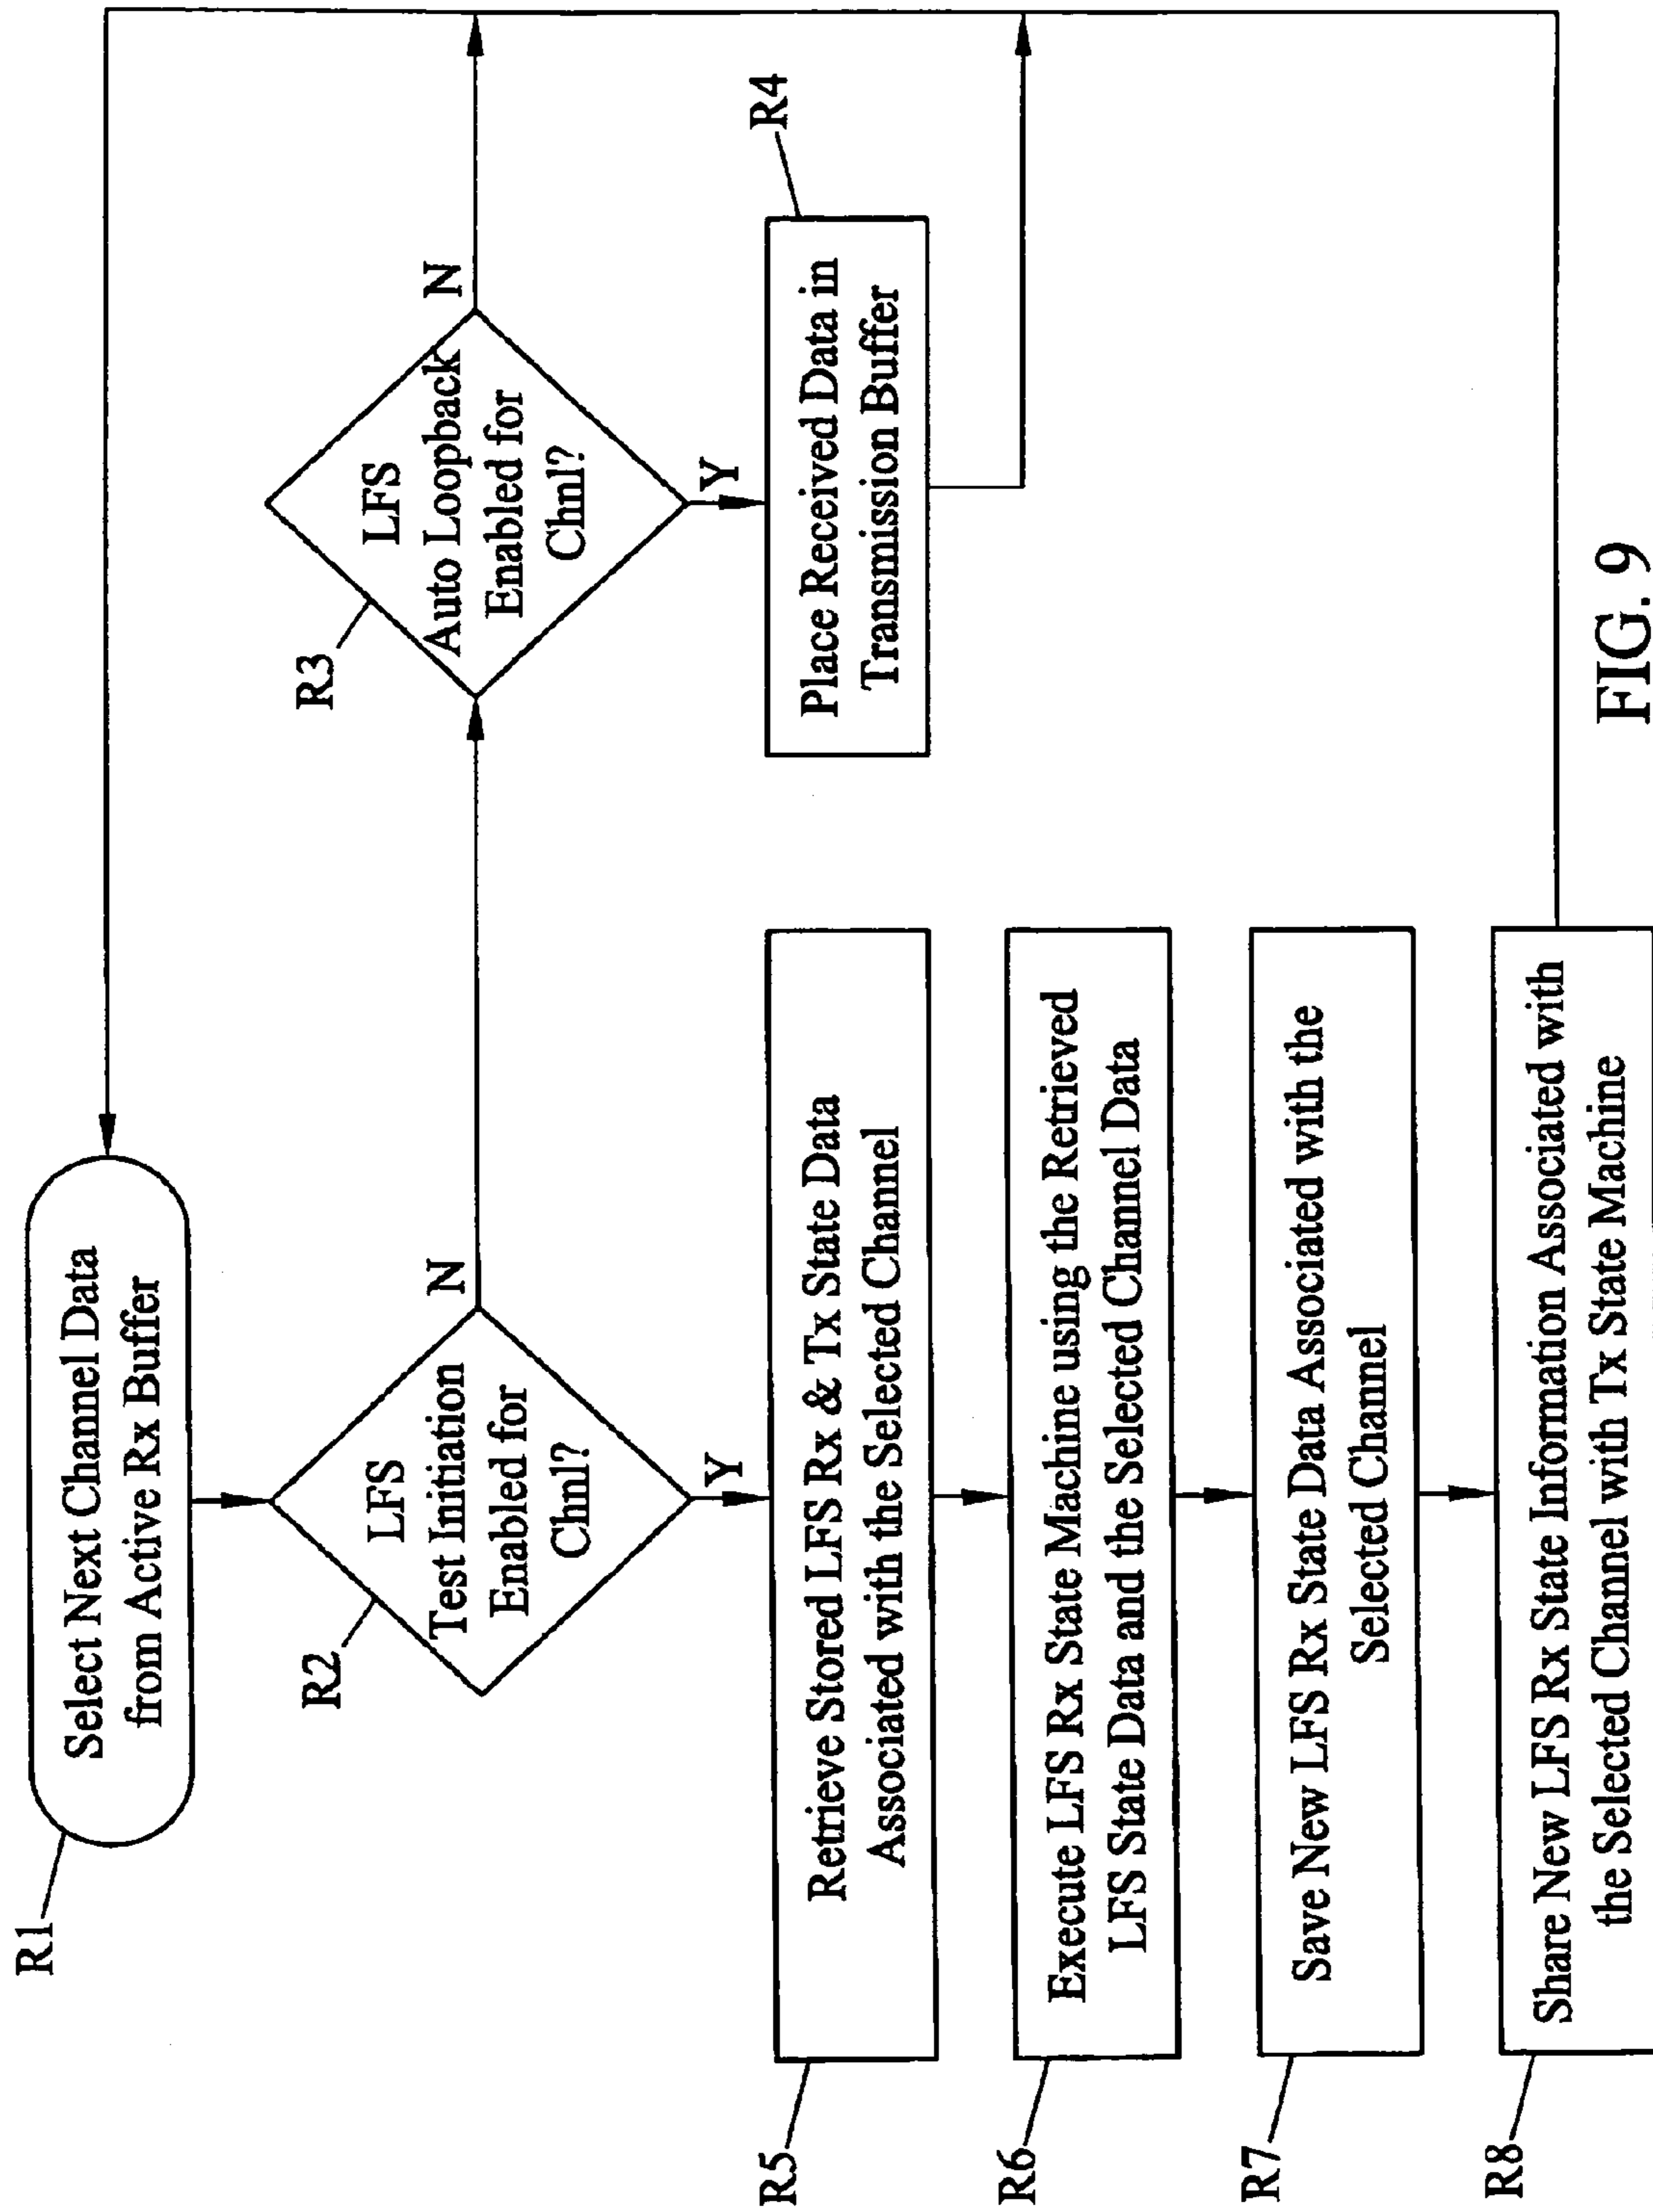 R1
Select Next Channel Data
from Active Rx Buffer
R2
LFS
Test Initiation
Enabled for
Chnl?
N
Y
R3
LFS
Auto Loopback
Enabled for
Chnl?
N
Y
R4
Place Received Data in
Transmission Buffer
R5
Retrieve Stored LFS Rx & Tx State Data
Associated with the Selected Channel
R6
Execute LFS Rx State Machine using the Retrieved
LFS State Data and the Selected Channel Data
R7
Save New LFS Rx State Data Associated with the
Selected Channel
R8
Share New LFS Rx State Information Associated with
the Selected Channel with Tx State Machine
FIG. 9